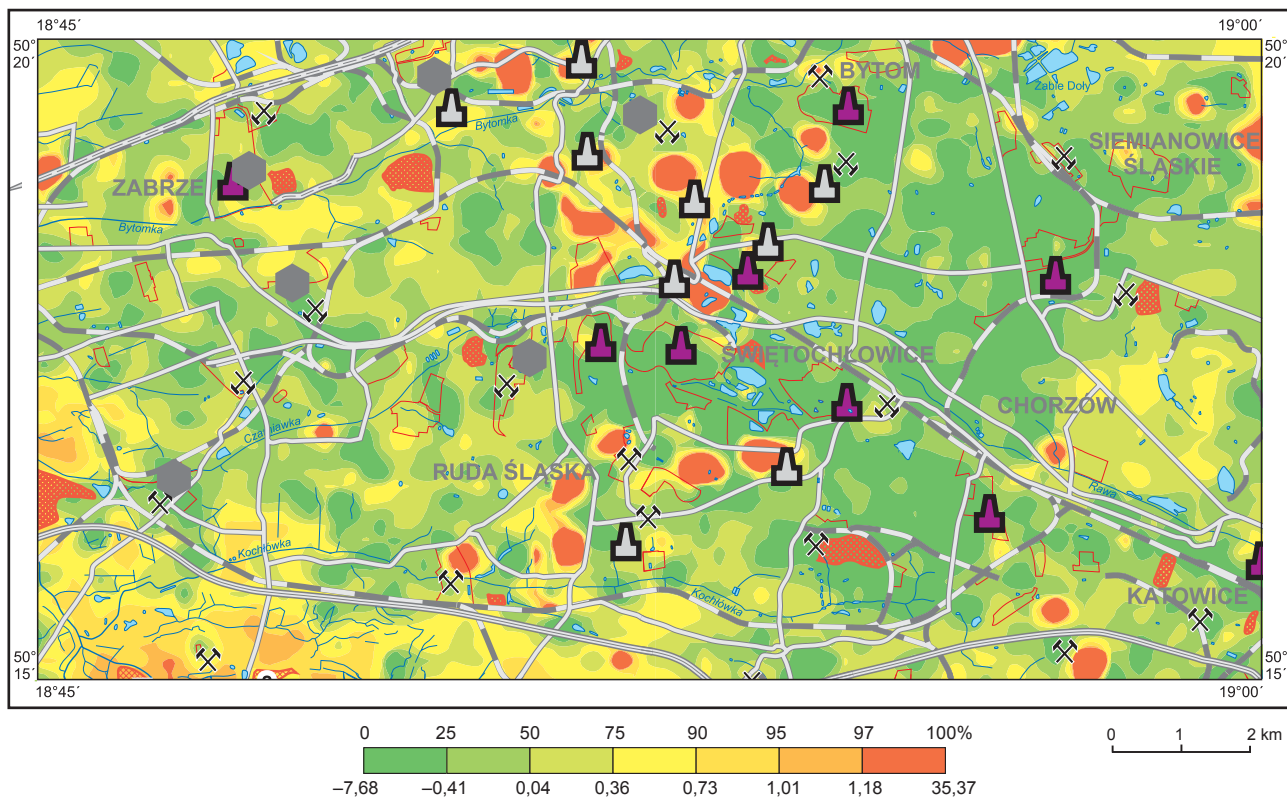 18°45´
19°00´
50°
20´
50°
20´
BYTOM
Żabie Doły
Bytomka
SIEMIANOWICE
ŚLĄSKIE
ZABRZE
Bytomka
ŚWIĘTOCHŁOWICE
CHORZÓW
Czarniawka
RUDA ŚLĄSKA
Rawa
Kochłówka
Kochłówka
KATOWICE
50°
15´
50°
15´
18°45´
19°00´
0 25 50 75 90 95 97 100%
–7,68 –0,41 0,04 0,36 0,73 1,01 1,18 35,37
0 1 2 km